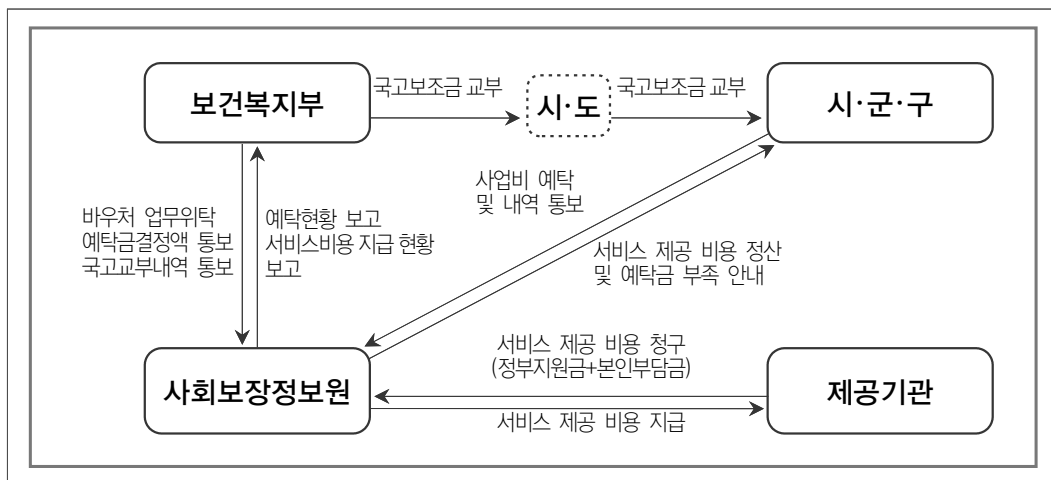 보건복지부
국고보조금 교부
시·도
국고보조금 교부
시·군·구
사업비 예탁
및 내역 통보
바우처 업무위탁
예탁금결정액 통보
국고교부내역 통보
예탁현황 보고
서비스비용 지급 현황
보고
서비스 제공 비용 정산
및 예탁금 부족 안내
사회보장정보원
서비스 제공 비용 청구
(정부지원금+본인부담금)
서비스 제공 비용 지급
제공기관